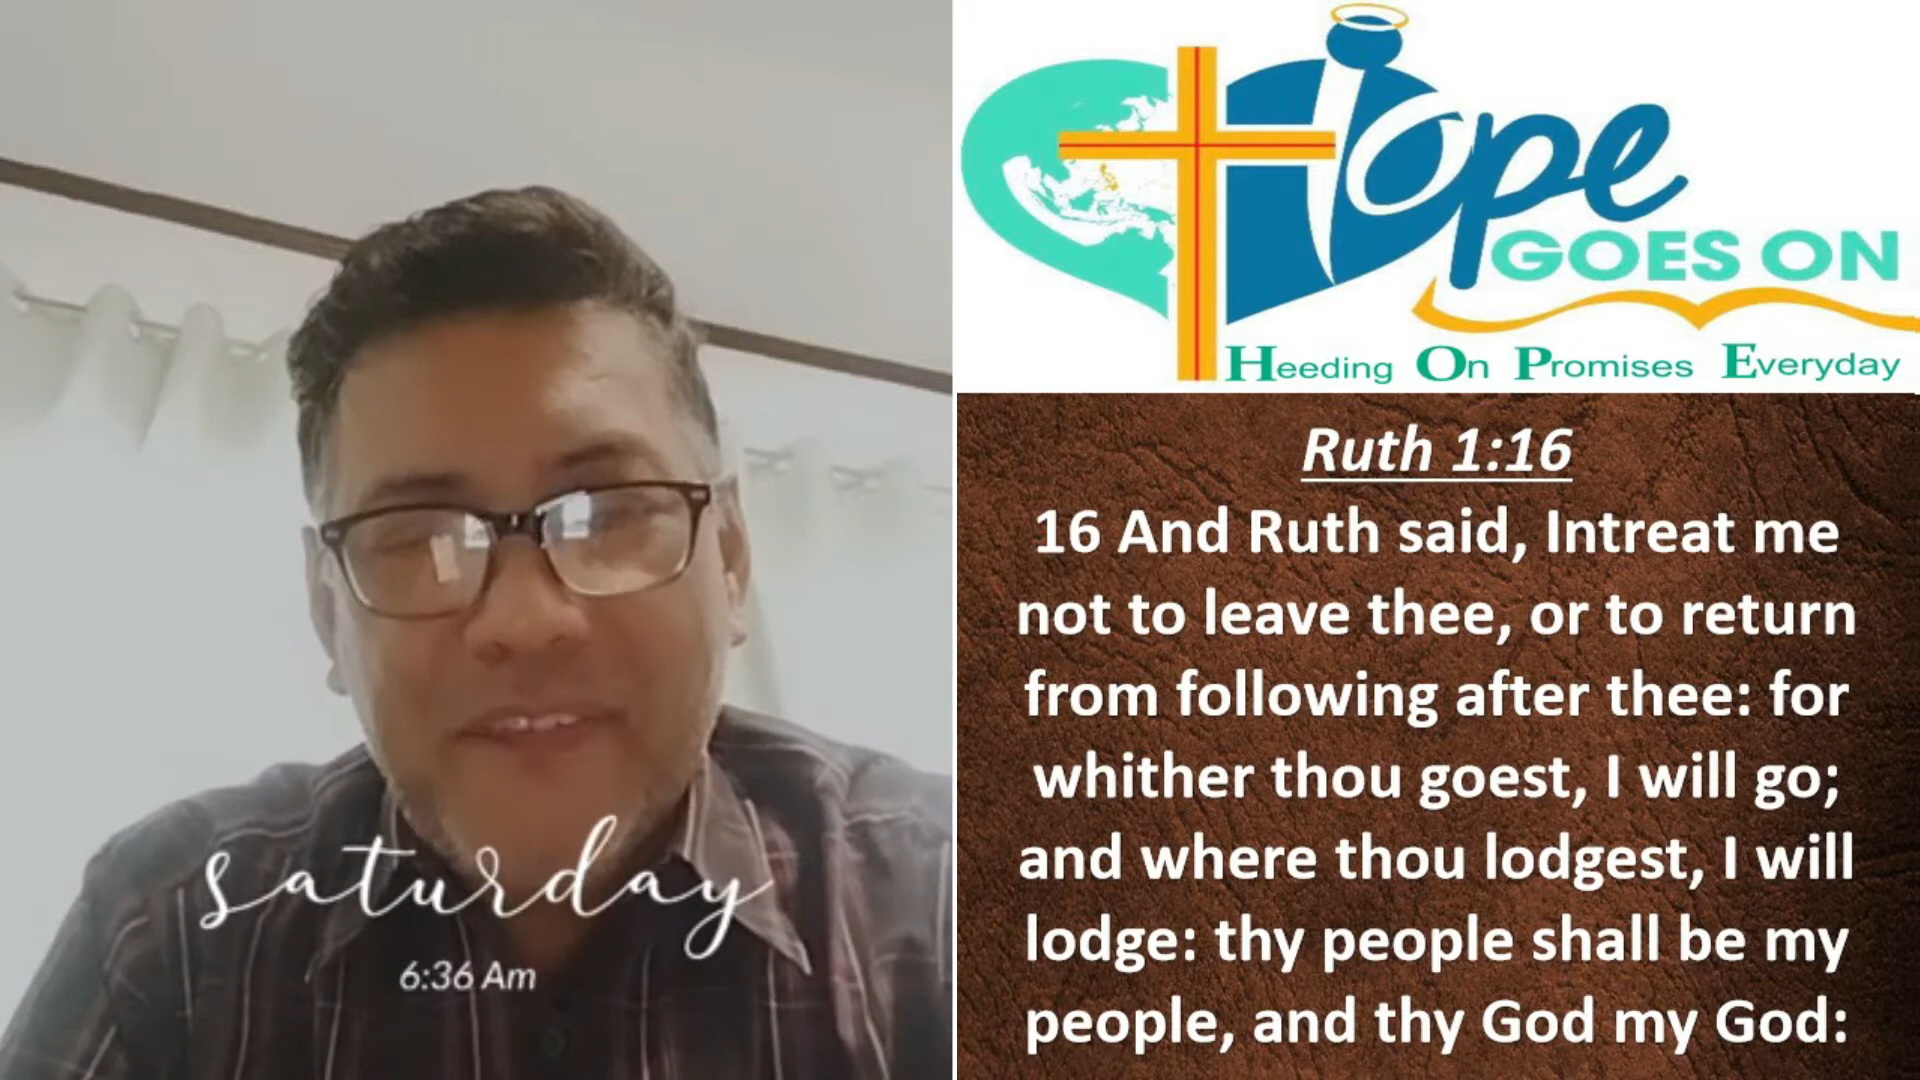 saturday
6:36 Am
Hope
GOES ON
Heeding On Promises Everyday
Ruth 1:16
16 And Ruth said, Intreat me
not to leave thee, or to return
from following after thee: for
whither thou goest, I will go;
and where thou lodgest, I will
lodge: thy people shall be my
people, and thy God my God: